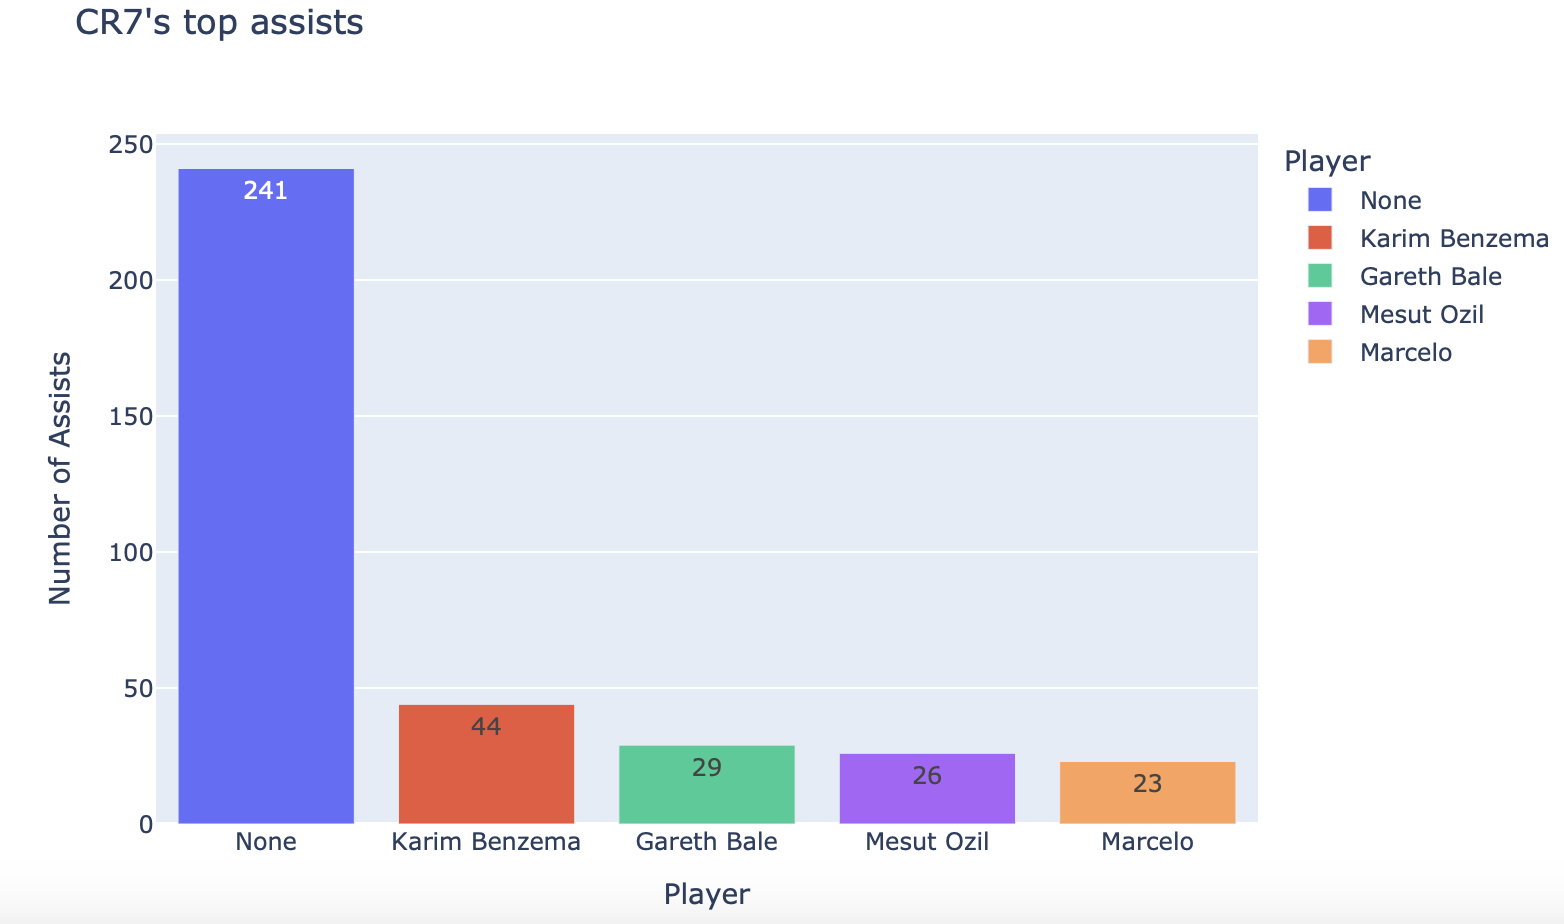 CR7's top assists
Number of Assists
250
200
150
100
50
0
241
44
29
26
23
None
Karim Benzema
Gareth Bale
Mesut Ozil
Marcelo
Player
Player
None
Karim Benzema
Gareth Bale
Mesut Ozil
Marcelo